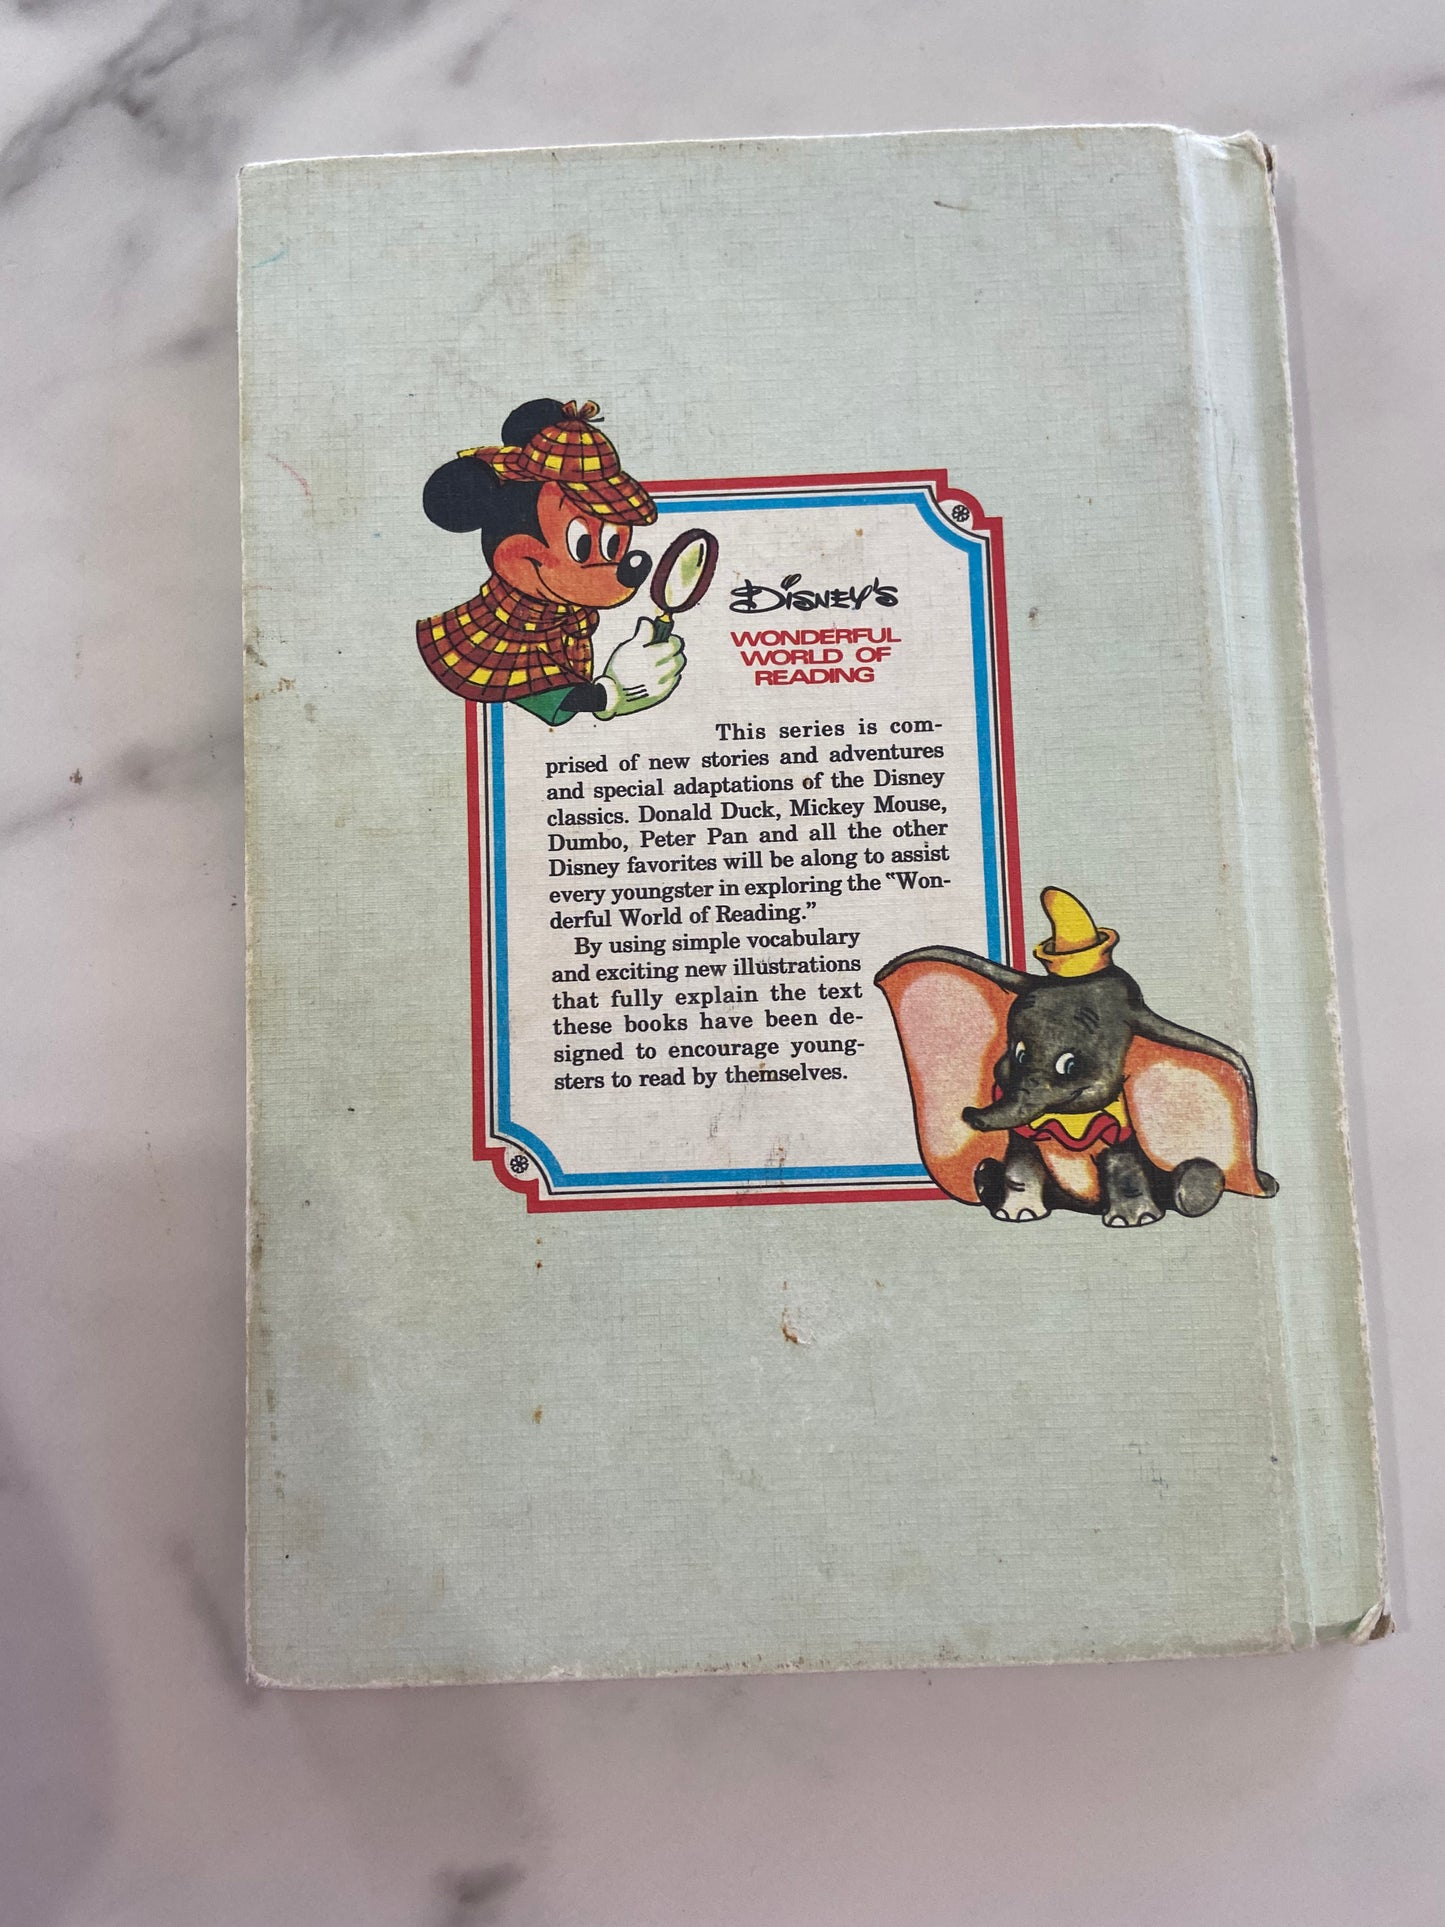 Disney's
WONDERFUL
WORLD OF
READING
This series is com-
prised of new stories and adventures
and special adaptations of the Disney
classics. Donald Duck, Mickey Mouse,
Dumbo, Peter Pan and all the other
Disney favorites will be along to assist
every youngster in exploring the "Won-
derful World of Reading."
By using simple vocabulary
and exciting new illustrations
that fully explain the text
these books have been de-
signed to encourage young-
sters to read by themselves.